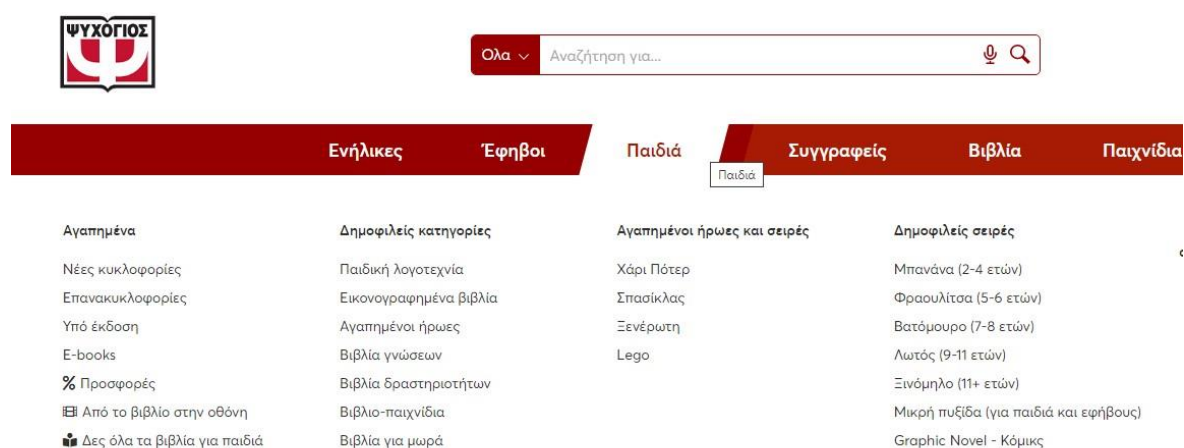 ΨΥΧΟΓΙΟΣ
Όλα Αναζήτηση για...
Ενήλικες Έφηβοι Παιδιά Συγγραφείς Βιβλία Παιχνίδια
Παιδιά
Αγαπημένα
Νέες κυκλοφορίες
Επανακυκλοφορίες
Υπό έκδοση
E-books
% Προσφορές
Από το βιβλίο στην οθόνη
Δες όλα τα βιβλία για παιδιά
Δημοφιλείς κατηγορίες
Παιδική λογοτεχνία
Εικονογραφημένα βιβλία
Αγαπημένοι ήρωες
Βιβλία γνώσεων
Βιβλία δραστηριοτήτων
Βιβλιο-παιχνίδια
Βιβλία για μωρά
Αγαπημένοι ήρωες και σειρές
Χάρι Πότερ
Σπασίκλας
Ξενέρωτη
Lego
Δημοφιλείς σειρές
Μπανάνα (2-4 ετών)
Φραουλίτσα (5-6 ετών)
Βατόμουρο (7-8 ετών)
Λωτός (9-11 ετών)
Ξινόμηλο (11+ ετών)
Μικρή πυξίδα (για παιδιά και εφήβους)
Graphic Novel - Κόμικς